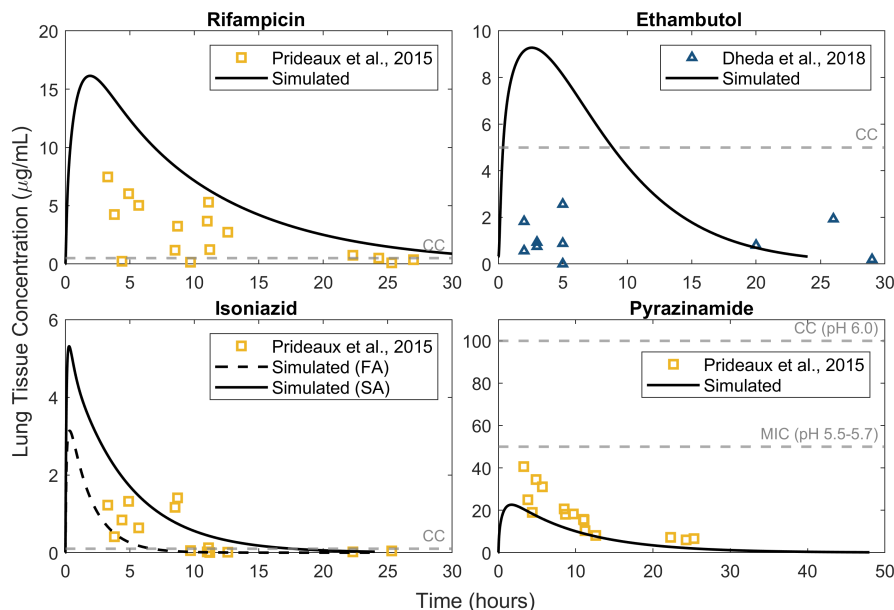 Rifampicin
20
15
10
5
0
0 5 10 15 20 25 30
Prideaux et al., 2015
Simulated
CC
Ethambutol
10
8
6
4
2
0
0 5 10 15 20 25 30
Dheda et al., 2018
Simulated
CC
Isoniazid
6
4
2
0
0 5 10 15 20 25 30
Prideaux et al., 2015
Simulated (FA)
Simulated (SA)
CC
Pyrazinamide
100
80
60
40
20
0
0 10 20 30 40 50
CC (pH 6.0)
Prideaux et al., 2015
Simulated
MIC (pH 5.5-5.7)
Lung Tissue Concentration (μg/mL)
Time (hours)